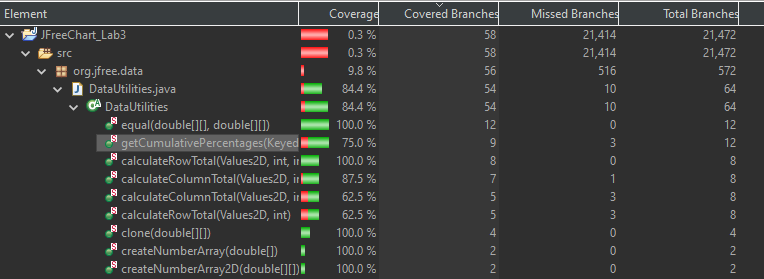 Element Coverage Covered Branches Missed Branches Total Branches
JFreeChart_Lab3 0.3 % 58 21,414 21,472
src 0.3 % 58 21,414 21,472
org.jfree.data 9.8 % 56 516 572
DataUtilities.java 84.4 % 54 10 64
DataUtilities 84.4 % 54 10 64
equal(double[][], double[][]) 100.0 % 12 0 12
getCumulativePercentages(Keyed 75.0 % 9 3 12
calculateRowTotal(Values2D, int, in 100.0 % 8 0 8
calculateColumnTotal(Values2D, int 87.5 % 7 1 8
calculateColumnTotal(Values2D, int 62.5 % 5 3 8
calculateRowTotal(Values2D, int) 62.5 % 5 3 8
clone(double[][]) 100.0 % 4 0 4
createNumberArray(double[]) 100.0 % 2 0 2
createNumberArray2D(double[][]) 100.0 % 2 0 2